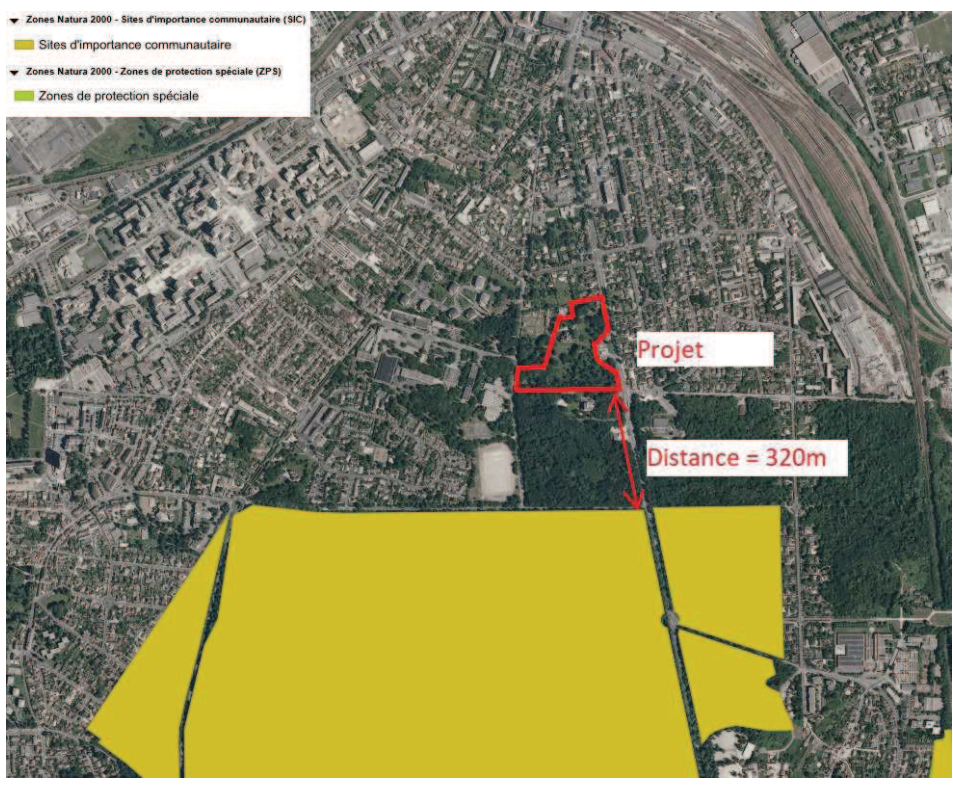 Zones Natura 2000 - Sites d'importance communautaire (SIC)
Sites d'importance communautaire
Zones Natura 2000 - Zones de protection spéciale (ZPS)
Zones de protection spéciale
Projet
Distance = 320m